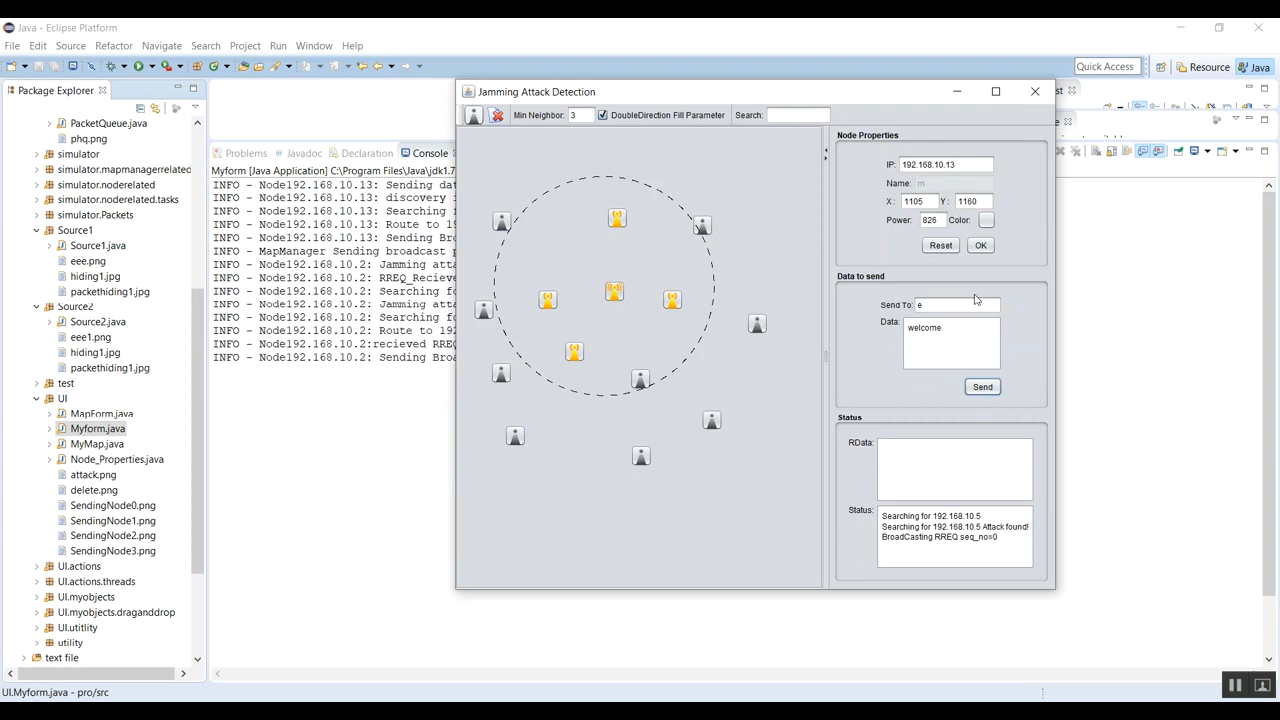 Java - Eclipse Platform
File Edit Source Refactor Navigate Search Project Run Window Help
Quick Access Resource Java
Package Explorer
PacketQueue.java
phq.png
simulator
simulator.mapmanagerrelated
simulator.noderelated
simulator.noderelated.tasks
simulator.Packets
Source1
Source1.java
eee.png
hiding1.jpg
packethiding1.jpg
Source2
Source2.java
eee1.png
hiding1.jpg
packethiding1.jpg
test
UI
MapForm.java
Myform.java
MyMap.java
Node_Properties.java
attack.png
delete.png
SendingNode0.png
SendingNode1.png
SendingNode2.png
SendingNode3.png
UI.actions
UI.actions.threads
UI.myobjects
UI.myobjects.draganddrop
UI.utitlity
utility
text file
Problems Javadoc Declaration Console
Myform [Java Application] C:\Program Files\Java\jdk1.7
INFO - Node192.168.10.13: Sending dat
INFO - Node192.168.10.13: discovery i
INFO - Node192.168.10.13: Searching f
INFO - Node192.168.10.13: Route to 19
INFO - Node192.168.10.13: Sending Bro
INFO - MapManager Sending broadcast p
INFO - Node192.168.10.2: Jamming atta
INFO - Node192.168.10.2: RREQ_Recieve
INFO - Node192.168.10.2: Searching fo
INFO - Node192.168.10.2: Jamming atta
INFO - Node192.168.10.2: Searching fo
INFO - Node192.168.10.2: Route to 192
INFO - Node192.168.10.2:recieved RREQ
INFO - Node192.168.10.2: Sending Broa
Jamming Attack Detection
Min Neighbor: 3 DoubleDirection Fill Parameter Search:
Node Properties
IP: 192.168.10.13
Name: m
X: 1105 Y: 1160
Power: 826 Color:
Reset OK
Data to send
Send To: e
Data: welcome
Send
Status
RData:
Status: Searching for 192.168.10.5
Searching for 192.168.10.5 Attack found!
BroadCasting RREQ seq_no=0
st
e
UI.Myform.java - pro/src